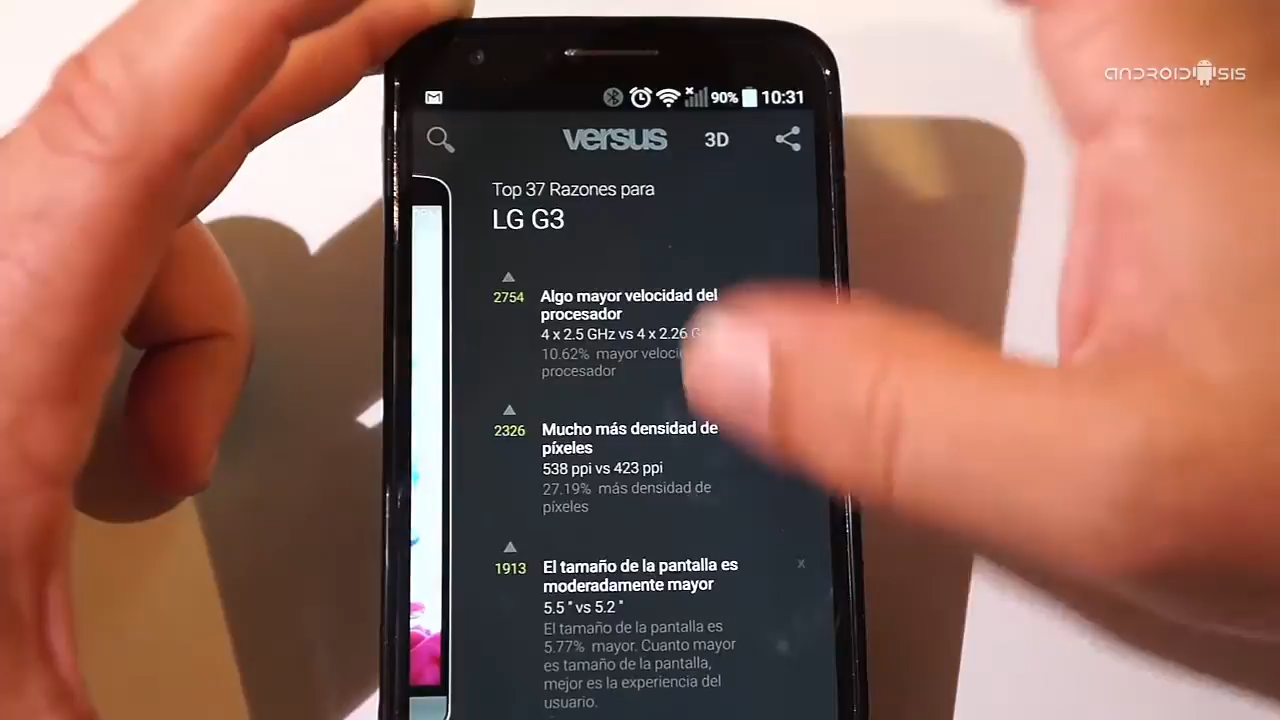 ANDROIDSIS
90% 10:31
versus 3D
Top 37 Razones para
LG G3
2754 Algo mayor velocidad del
procesador
4 x 2.5 GHz vs 4 x 2.26
10.62% mayor
procesador
2326 Mucho más densidad de
píxeles
538 ppi vs 423 ppi
27.19% más densidad de
píxeles
1913 El tamaño de la pantalla es x
moderadamente mayor
5.5 " vs 5.2 "
El tamaño de la pantalla es
5.77% mayor. Cuanto mayor
es tamaño de la pantalla,
mejor es la experiencia del
usuario.